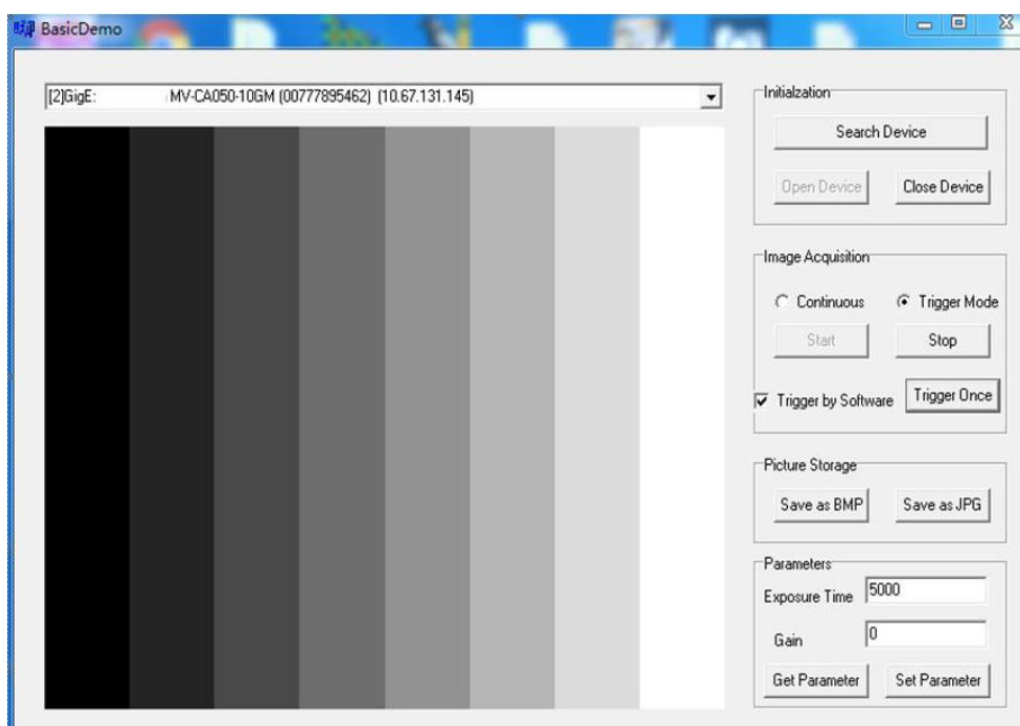 BasicDemo
[2]GigE: MV-CA050-10GM (00777895462) (10.67.131.145)
Initialzation
Search Device
Open Device Close Device
Image Acquisition
Continuous Trigger Mode
Start Stop
Trigger by Software Trigger Once
Picture Storage
Save as BMP Save as JPG
Parameters
Exposure Time 5000
Gain 0
Get Parameter Set Parameter